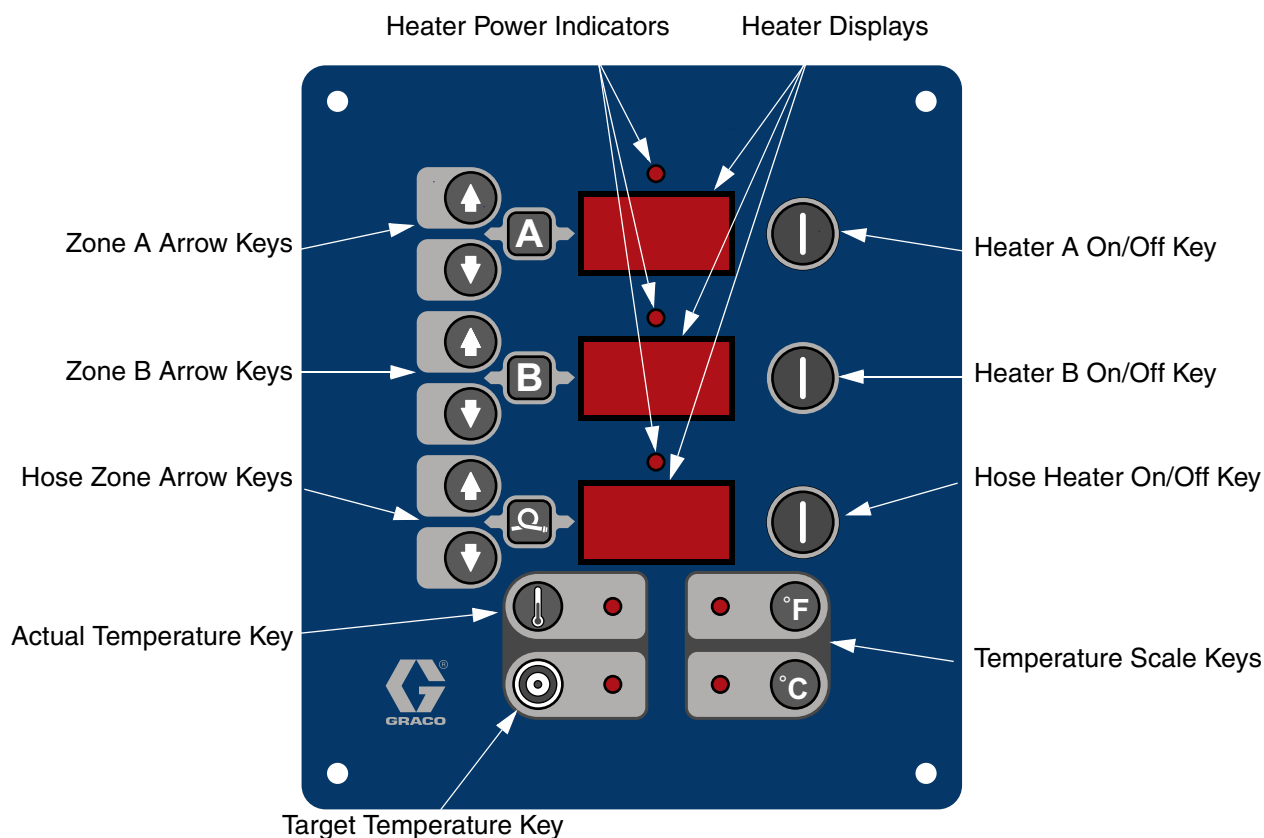 Heater Power Indicators
Heater Displays
Zone A Arrow Keys
A
Heater A On/Off Key
Zone B Arrow Keys
B
Heater B On/Off Key
Hose Zone Arrow Keys
Hose Heater On/Off Key
°F
Actual Temperature Key
Temperature Scale Keys
°C
®
GRACO
Target Temperature Key